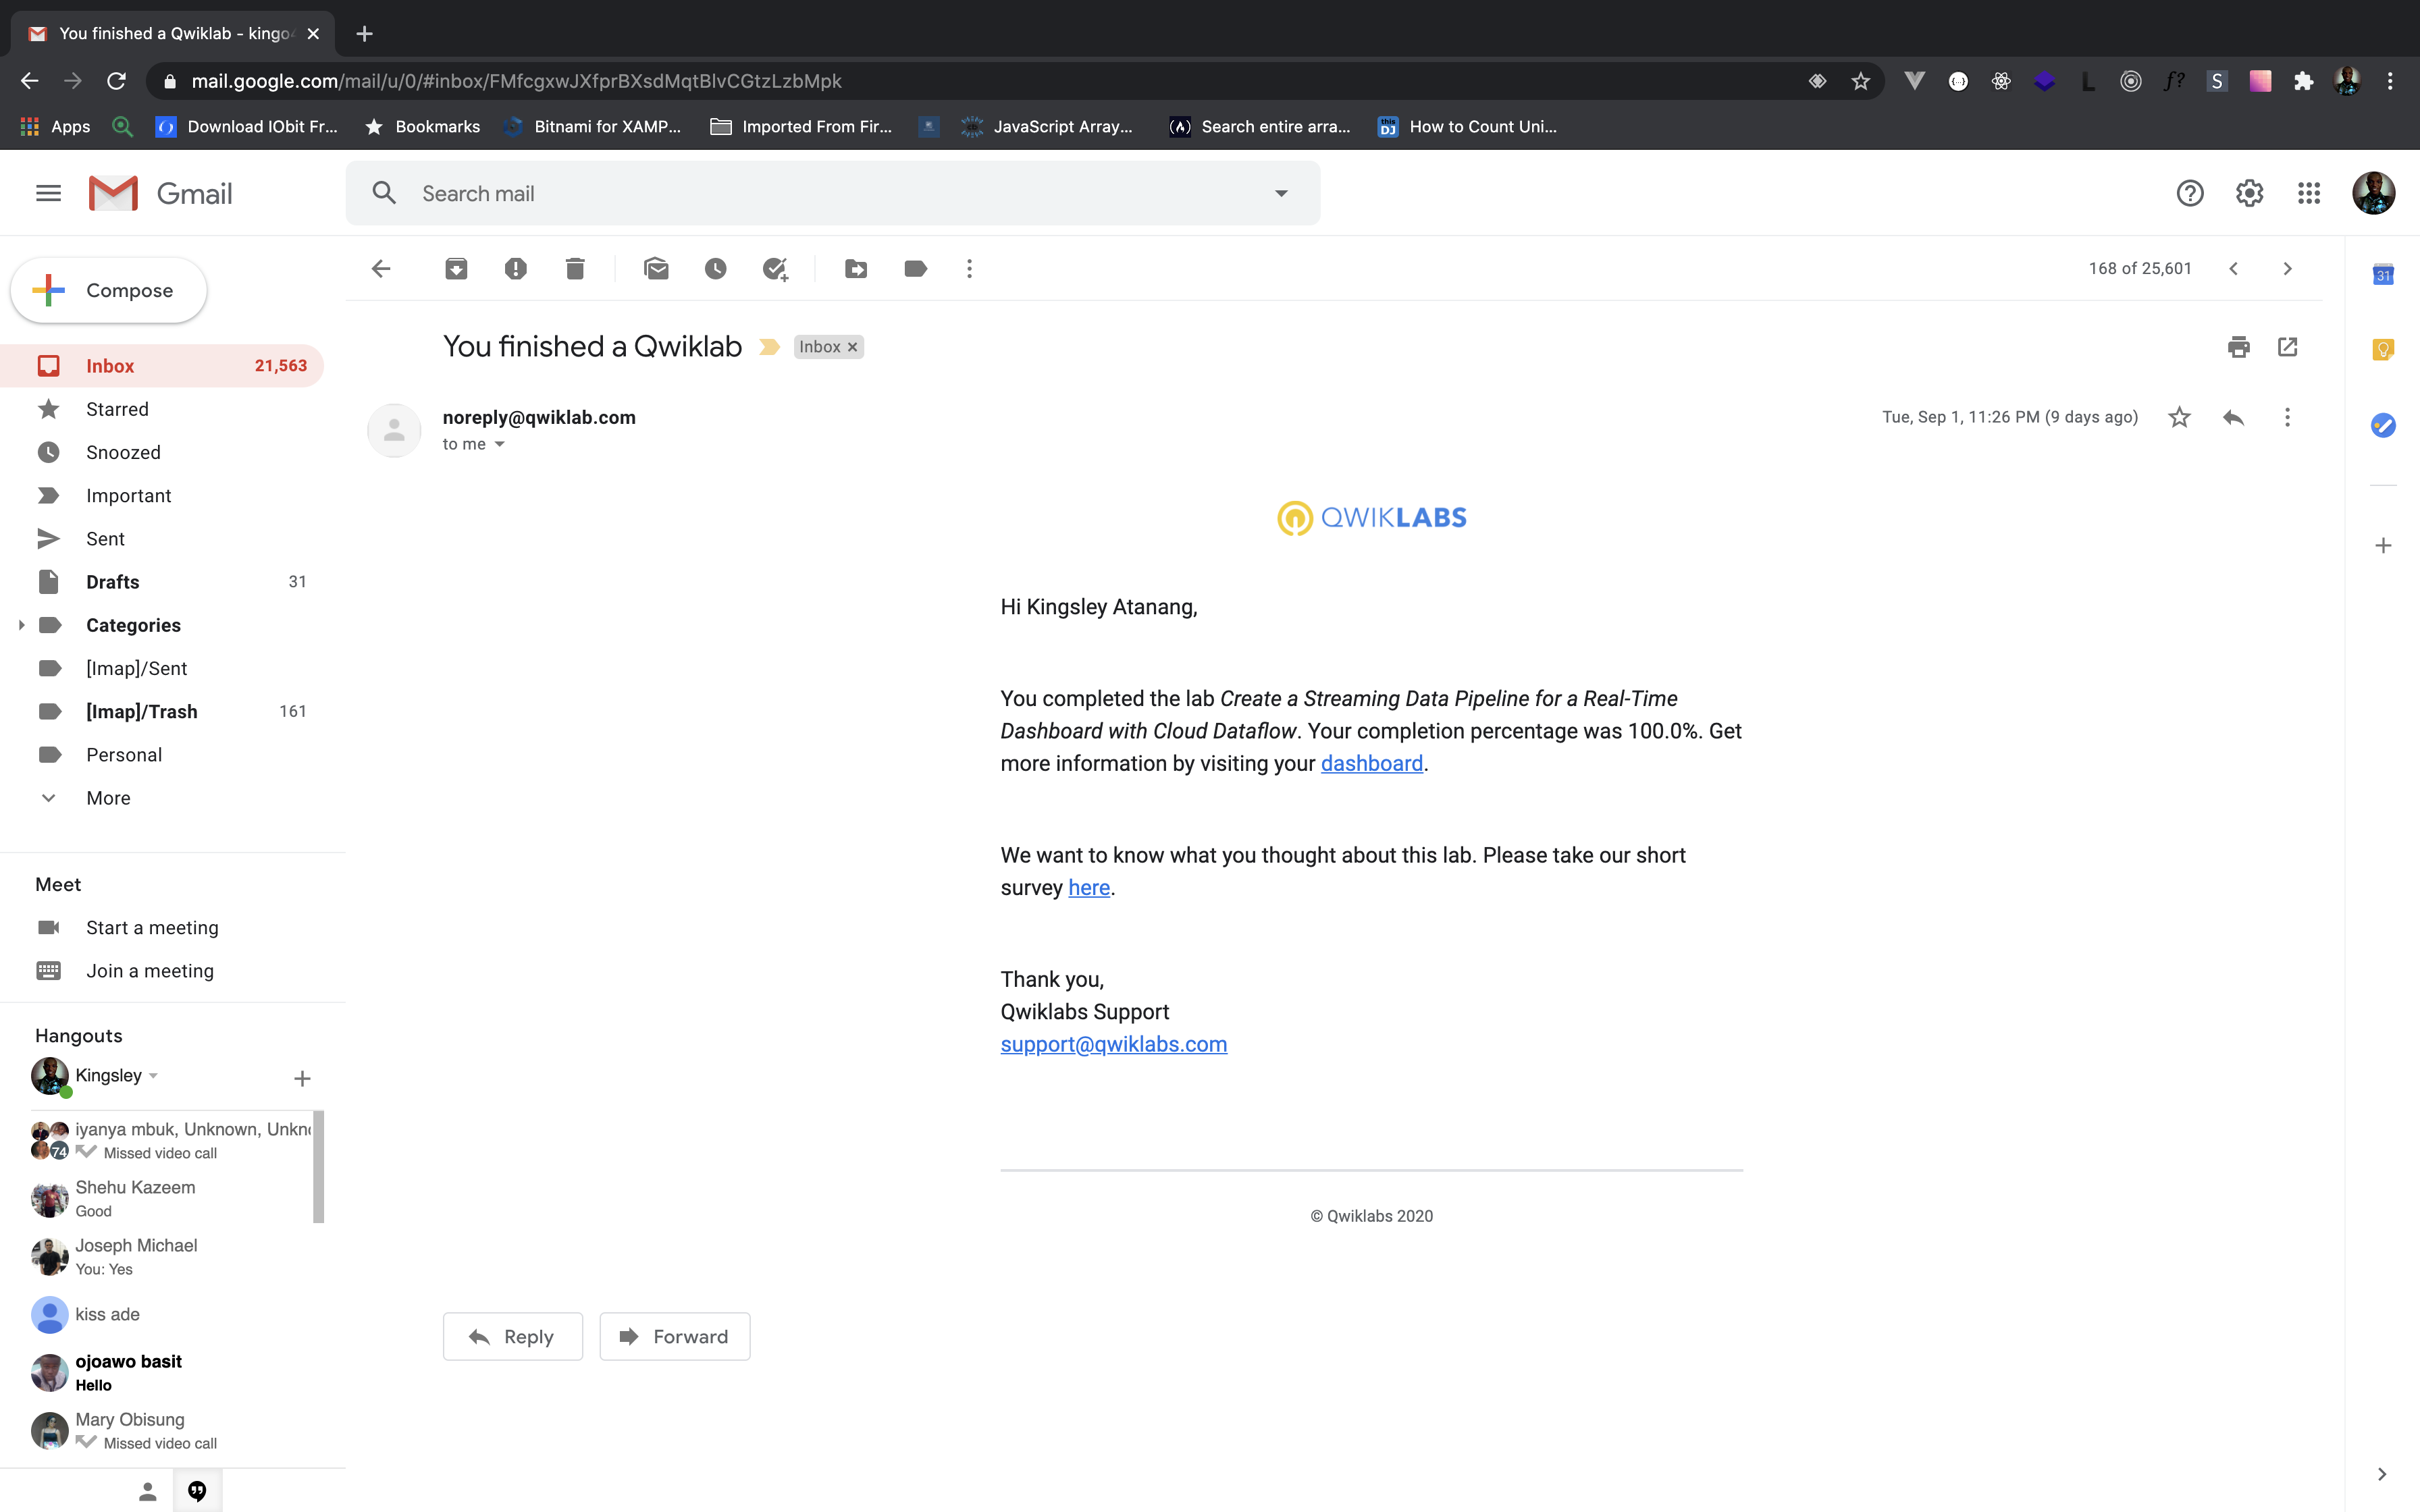 You finished a Qwiklab - kingo
mail.google.com/mail/u/0/#inbox/FMfcgxwJXfprBXsdMqtBlvCGtzLzbMpk
Apps
Download IObit Fr...
Bookmarks
Bitnami for XAMP...
Imported From Fir...
JavaScript Array...
Search entire arra...
this DJ
How to Count Uni...
Gmail
Search mail
Compose
168 of 25,601
31
Inbox 21,563
Starred
Snoozed
Important
Sent
Drafts 31
Categories
[Imap]/Sent
[Imap]/Trash 161
Personal
More
Meet
Start a meeting
Join a meeting
Hangouts
Kingsley
iyanya mbuk, Unknown, Unkn
74
Missed video call
Shehu Kazeem
Good
Joseph Michael
You: Yes
kiss ade
ojoawo basit
Hello
Mary Obisung
Missed video call
You finished a Qwiklab
Inbox
noreply@qwiklab.com
to me
Tue, Sep 1, 11:26 PM (9 days ago)
QWIKLABS
Hi Kingsley Atanang,
You completed the lab Create a Streaming Data Pipeline for a Real-Time
Dashboard with Cloud Dataflow. Your completion percentage was 100.0%. Get
more information by visiting your dashboard.
We want to know what you thought about this lab. Please take our short
survey here.
Thank you,
Qwiklabs Support
support@qwiklabs.com
© Qwiklabs 2020
Reply
Forward